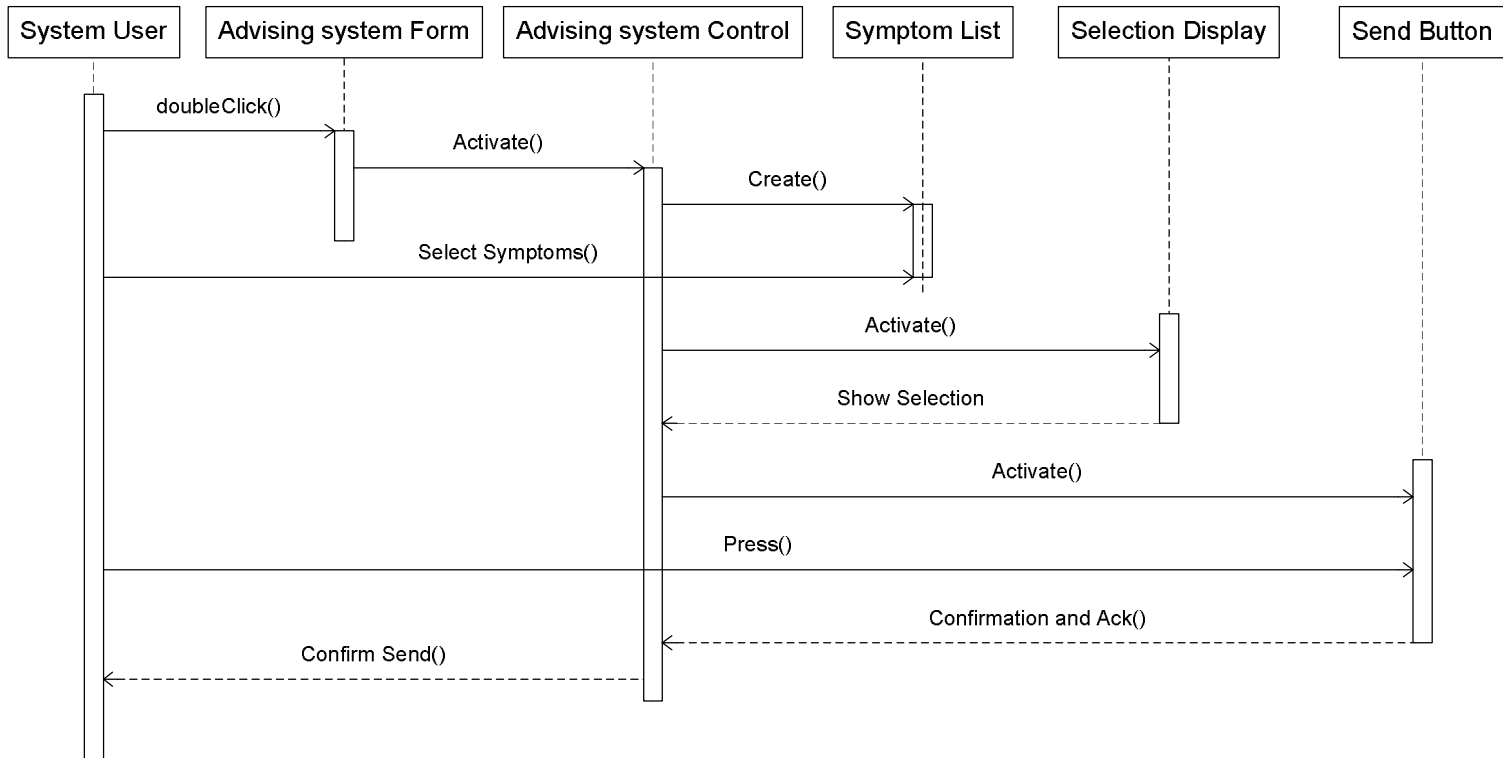 System User
Advising system Form
Advising system Control
Symptom List
Selection Display
Send Button
doubleClick()
Activate()
Create()
Select Symptoms()
Activate()
Show Selection
Activate()
Press()
Confirmation and Ack()
Confirm Send()